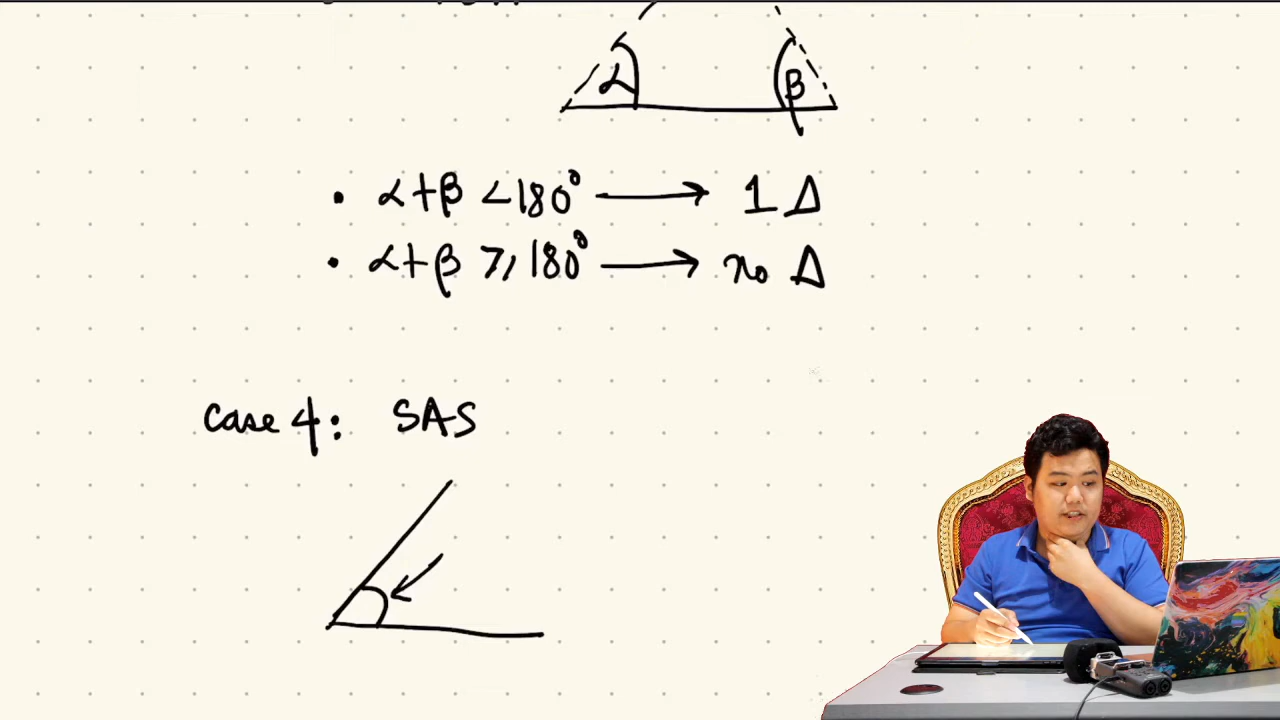 α β
• α+β <180° → 1 Δ
• α+β ⩾ 180° → no Δ
Case 4: SAS